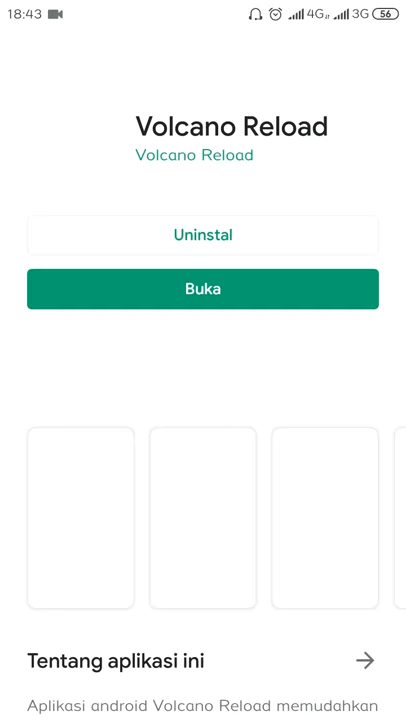 18:43 4G 3G 56
Volcano Reload
Volcano Reload
Uninstal
Buka
Tentang aplikasi ini
Aplikasi android Volcano Reload memudahkan